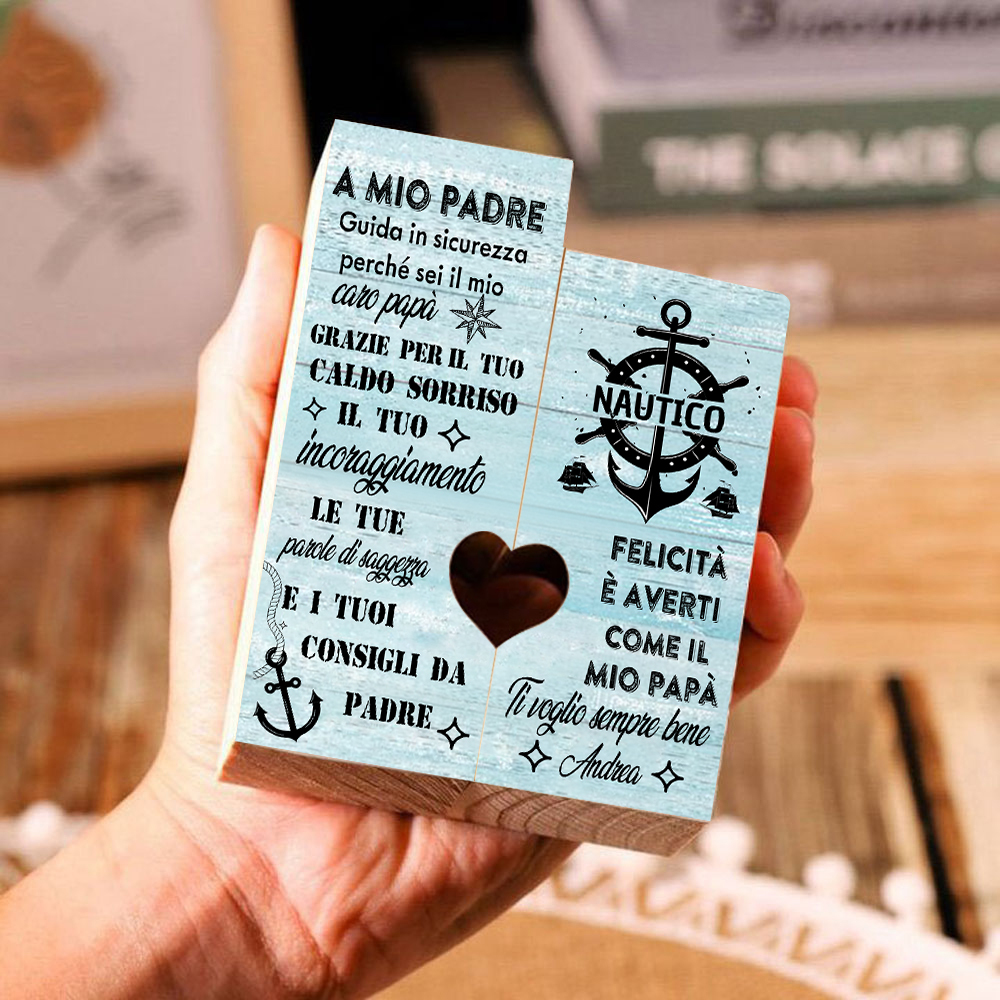 A MIO PADRE
Guida in sicurezza
perché sei il mio
caro papà
GRAZIE PER IL TUO
CALDO SORRISO
IL TUO
incoraggiamento
LE TUE
parole di saggezza
E I TUOI
CONSIGLI DA
PADRE
NAUTICO
FELICITÀ
È AVERTI
COME IL
MIO PAPÀ
Ti voglio sempre bene
Andrea
THE SOLACE